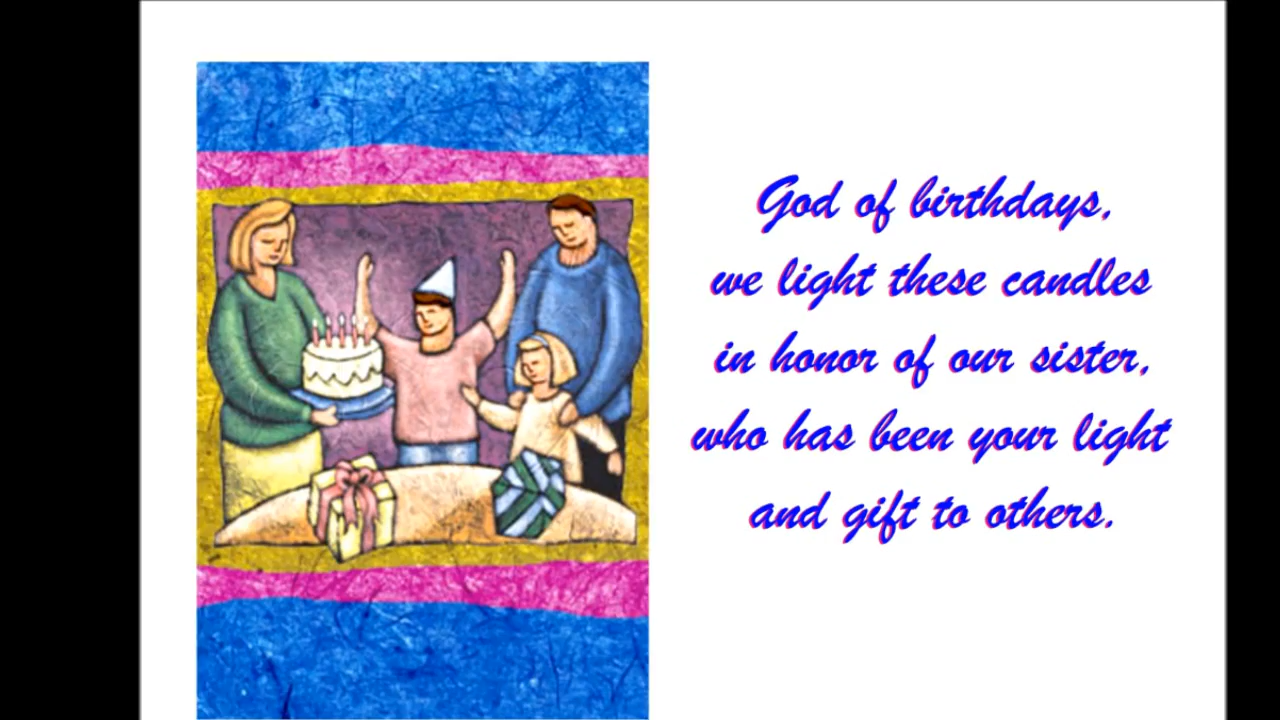 God of birthdays,
we light these candles
in honor of our sister,
who has been your light
and gift to others.